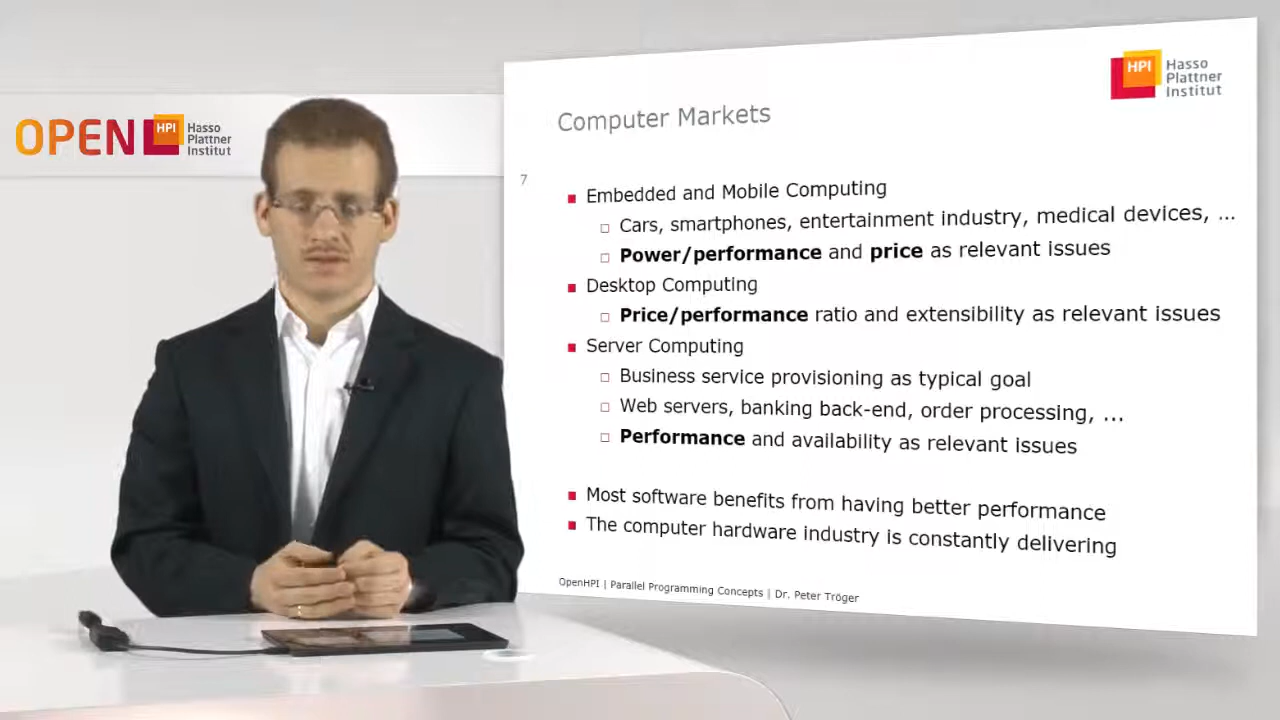 OPEN HPI Hasso
Plattner
Institut
HPI Hasso
Plattner
Institut
Computer Markets
7
Embedded and Mobile Computing
Cars, smartphones, entertainment industry, medical devices, ...
Power/performance and price as relevant issues
Desktop Computing
Price/performance ratio and extensibility as relevant issues
Server Computing
Business service provisioning as typical goal
Web servers, banking back-end, order processing, ...
Performance and availability as relevant issues
Most software benefits from having better performance
The computer hardware industry is constantly delivering
OpenHPI | Parallel Programming Concepts | Dr. Peter Tröger